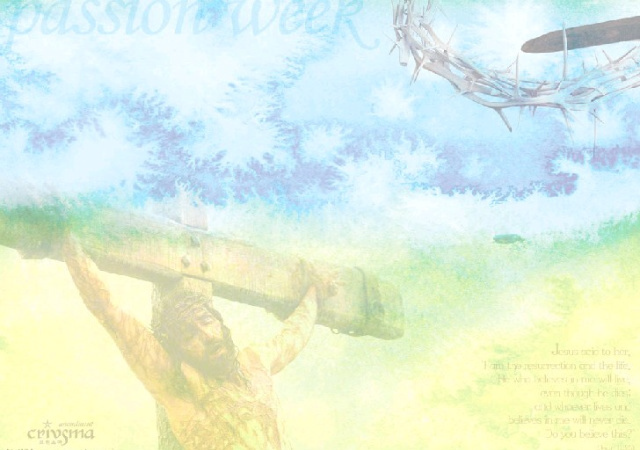 passion week
Jesus said to her,
I am the resurrection and the life.
He who believes in me will live,
even though he dies;
and whoever lives and
believes in me will never die.
Do you believe this?
crivsma